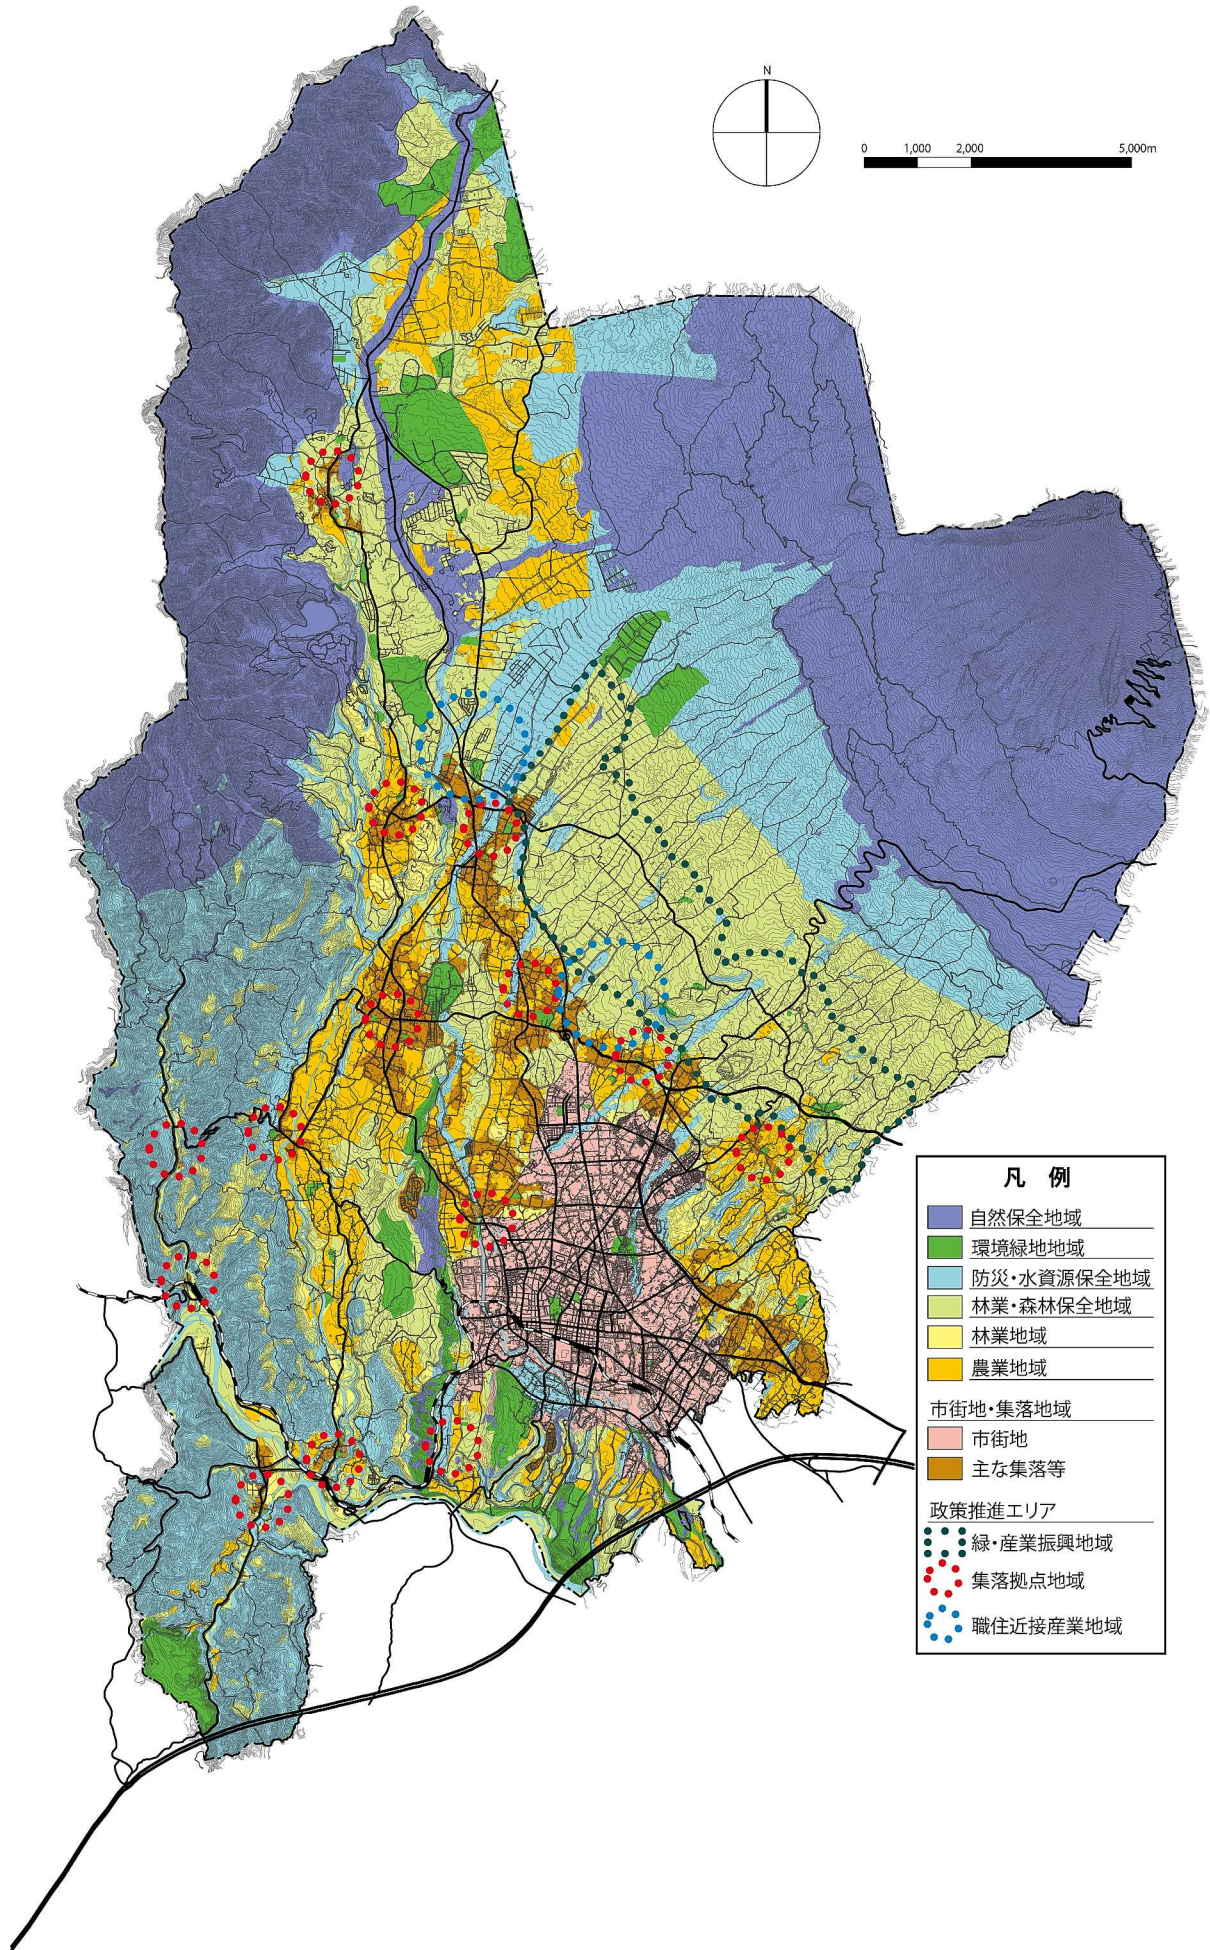 N
0 1,000 2,000 5,000m
凡 例
自然保全地域
環境緑地地域
防災・水資源保全地域
林業・森林保全地域
林業地域
農業地域
市街地・集落地域
市街地
主な集落等
政策推進エリア
緑・産業振興地域
集落拠点地域
職住近接産業地域